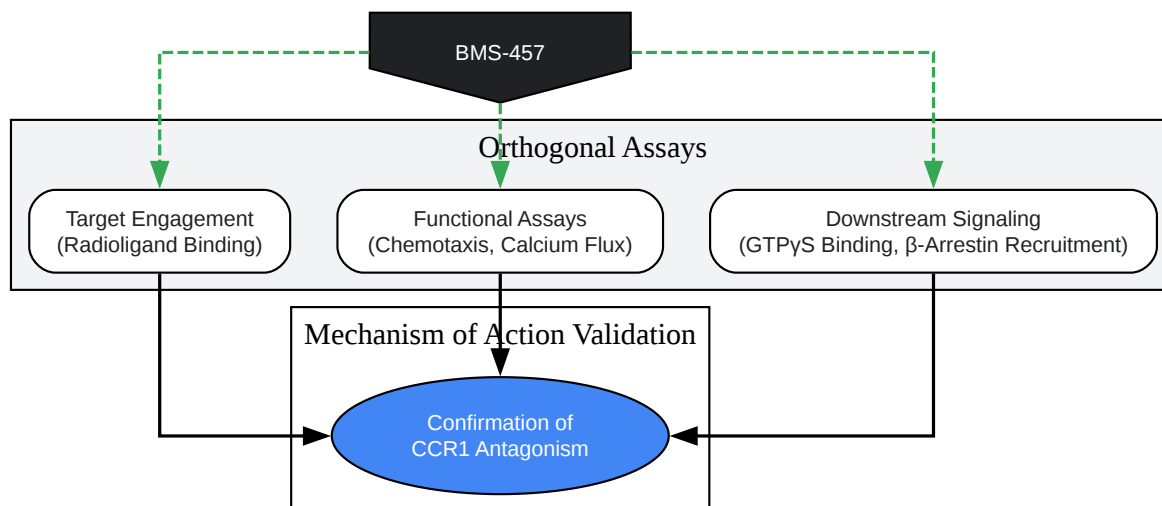 BMS-457
Orthogonal Assays
Target Engagement
(Radioligand Binding)
Functional Assays
(Chemotaxis, Calcium Flux)
Downstream Signaling
(GTPγS Binding, β-Arrestin Recruitment)
Mechanism of Action Validation
Confirmation of
CCR1 Antagonism